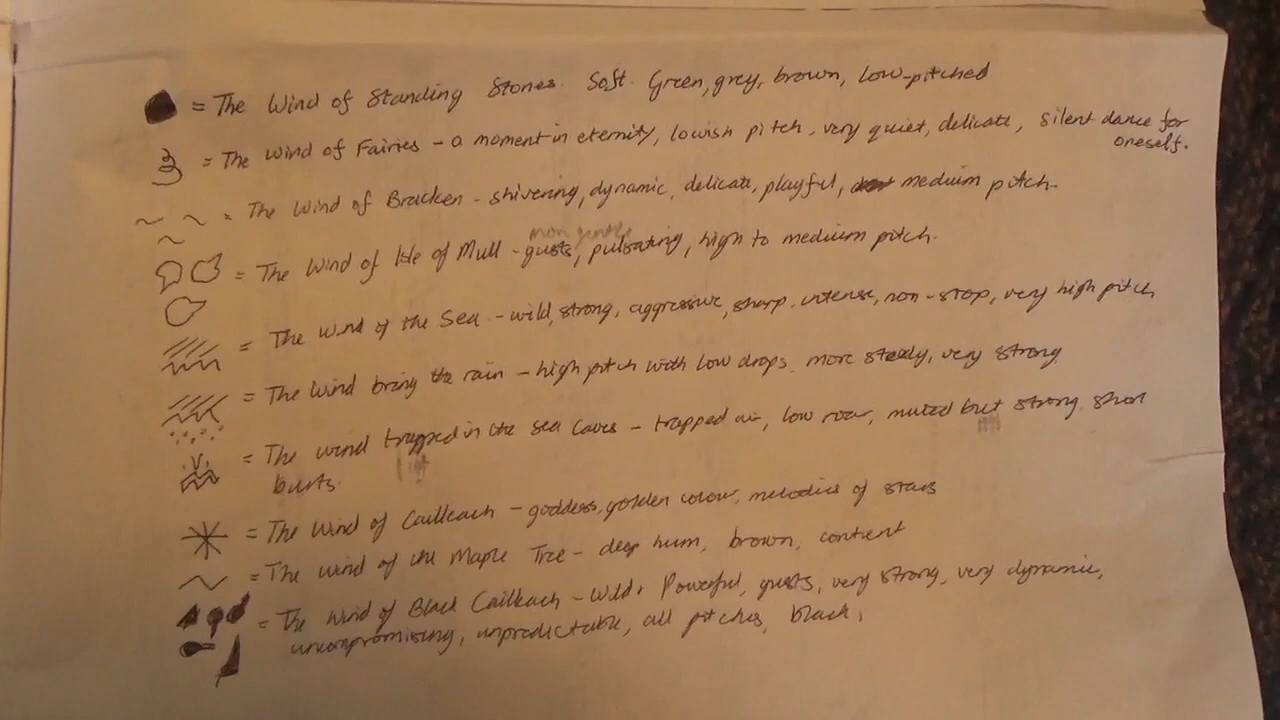 = The Wind of Standing Stones. Soft. Green, grey, brown, low-pitched
= The Wind of Fairies - a moment in eternity, lowish pitch, very quiet, delicate, silent dance for
oneself.
= The Wind of Bracken - shivering, dynamic, delicate, playful, medium pitch.
non gentle
= The Wind of Isle of Mull - gusts, pulsating, high to medium pitch.
= The Wind of the Sea - wild, strong, aggressive, sharp, intense, non-stop, very high pitch
= The Wind bring the rain - high pitch with low drops, more steady, very strong
= The Wind trapped in the sea caves - trapped air, low roar, muted but strong, short
bursts.
= The Wind of Cailleach - goddess, golden colour, melodies of stars
= The Wind of the Maple Tree - deep hum, brown, content
= The Wind of Black Cailleach - Wild, Powerful, gusts, very strong, very dynamic,
uncompromising, unpredictable, all pitches, black,